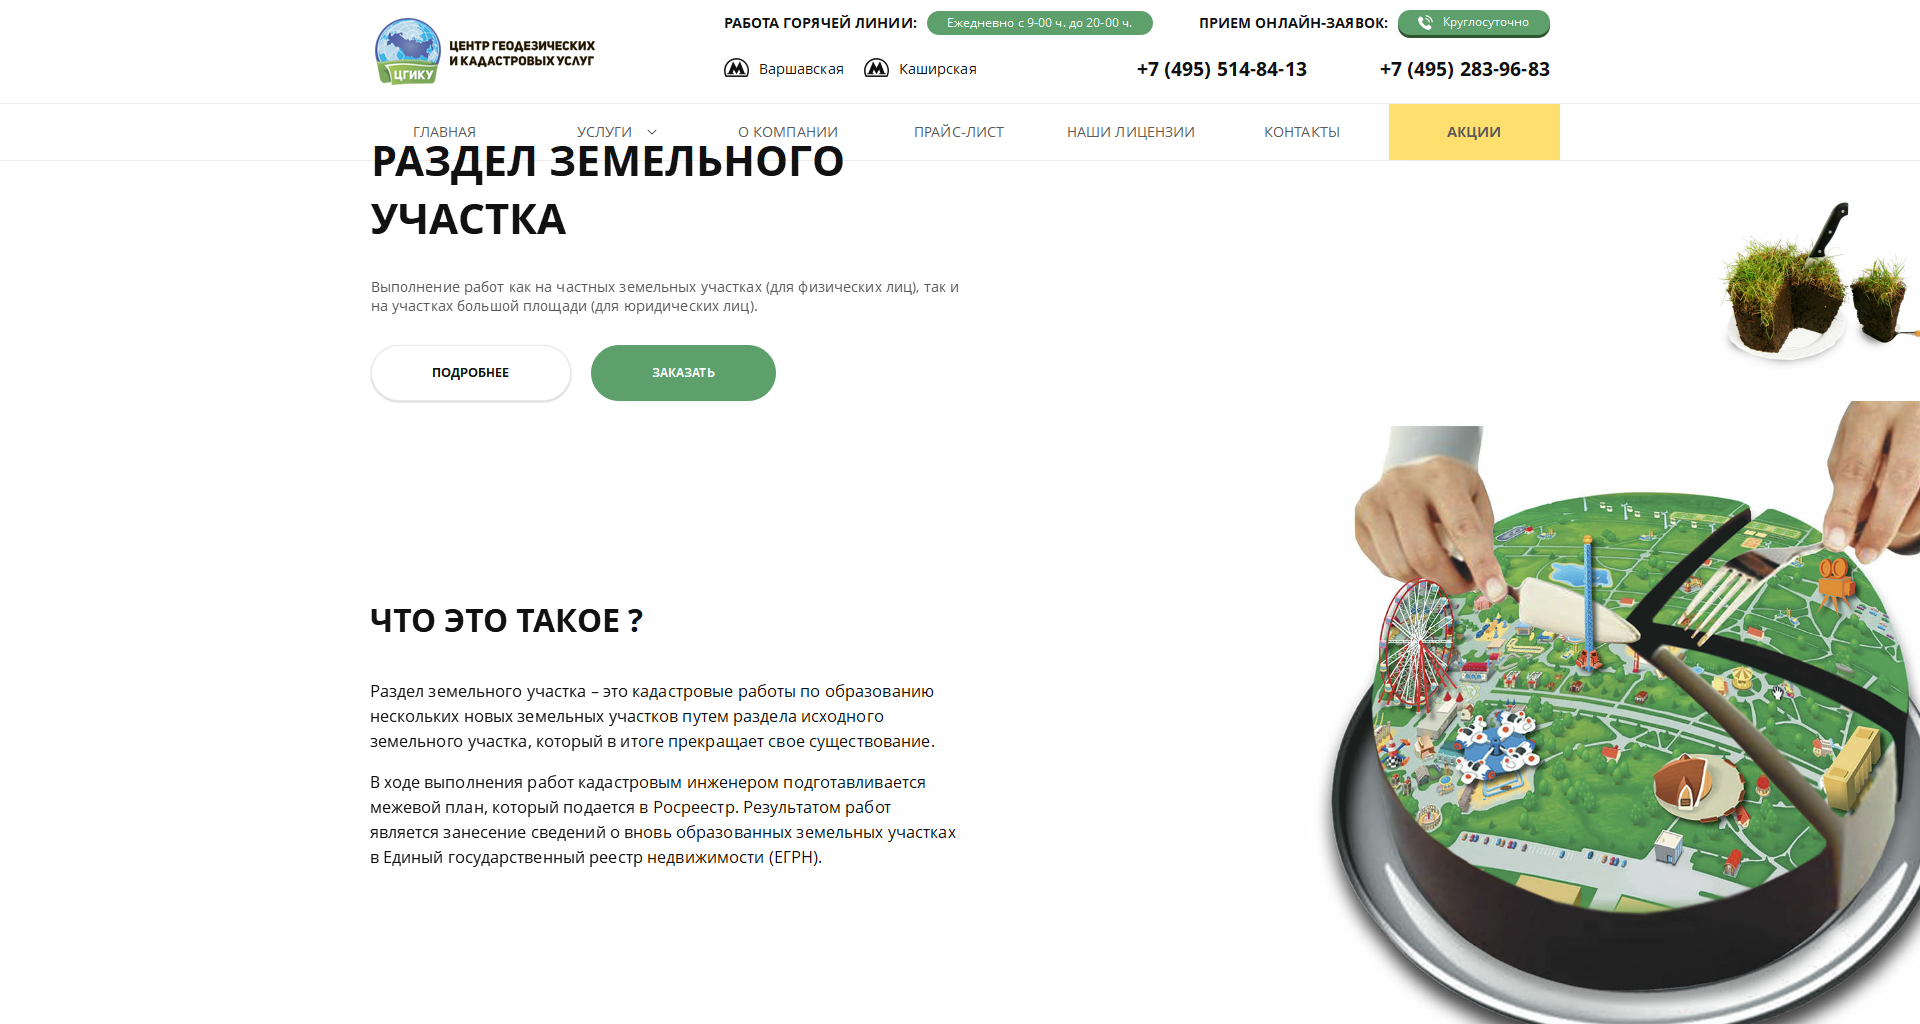 ЦГИКУ
ЦЕНТР ГЕОДЕЗИЧЕСКИХ
И КАДАСТРОВЫХ УСЛУГ
РАБОТА ГОРЯЧЕЙ ЛИНИИ: Ежедневно с 9-00 ч. до 20-00 ч.
ПРИЕМ ОНЛАЙН-ЗАЯВОК: Круглосуточно
Варшавская Каширская
+7 (495) 514-84-13 +7 (495) 283-96-83
ГЛАВНАЯ УСЛУГИ О КОМПАНИИ ПРАЙС-ЛИСТ НАШИ ЛИЦЕНЗИИ КОНТАКТЫ АКЦИИ
РАЗДЕЛ ЗЕМЕЛЬНОГО
УЧАСТКА
Выполнение работ как на частных земельных участках (для физических лиц), так и
на участках большой площади (для юридических лиц).
ПОДРОБНЕЕ ЗАКАЗАТЬ
ЧТО ЭТО ТАКОЕ ?
Раздел земельного участка – это кадастровые работы по образованию
нескольких новых земельных участков путем раздела исходного
земельного участка, который в итоге прекращает свое существование.
В ходе выполнения работ кадастровым инженером подготавливается
межевой план, который подается в Росреестр. Результатом работ
является занесение сведений о вновь образованных земельных участках
в Единый государственный реестр недвижимости (ЕГРН).